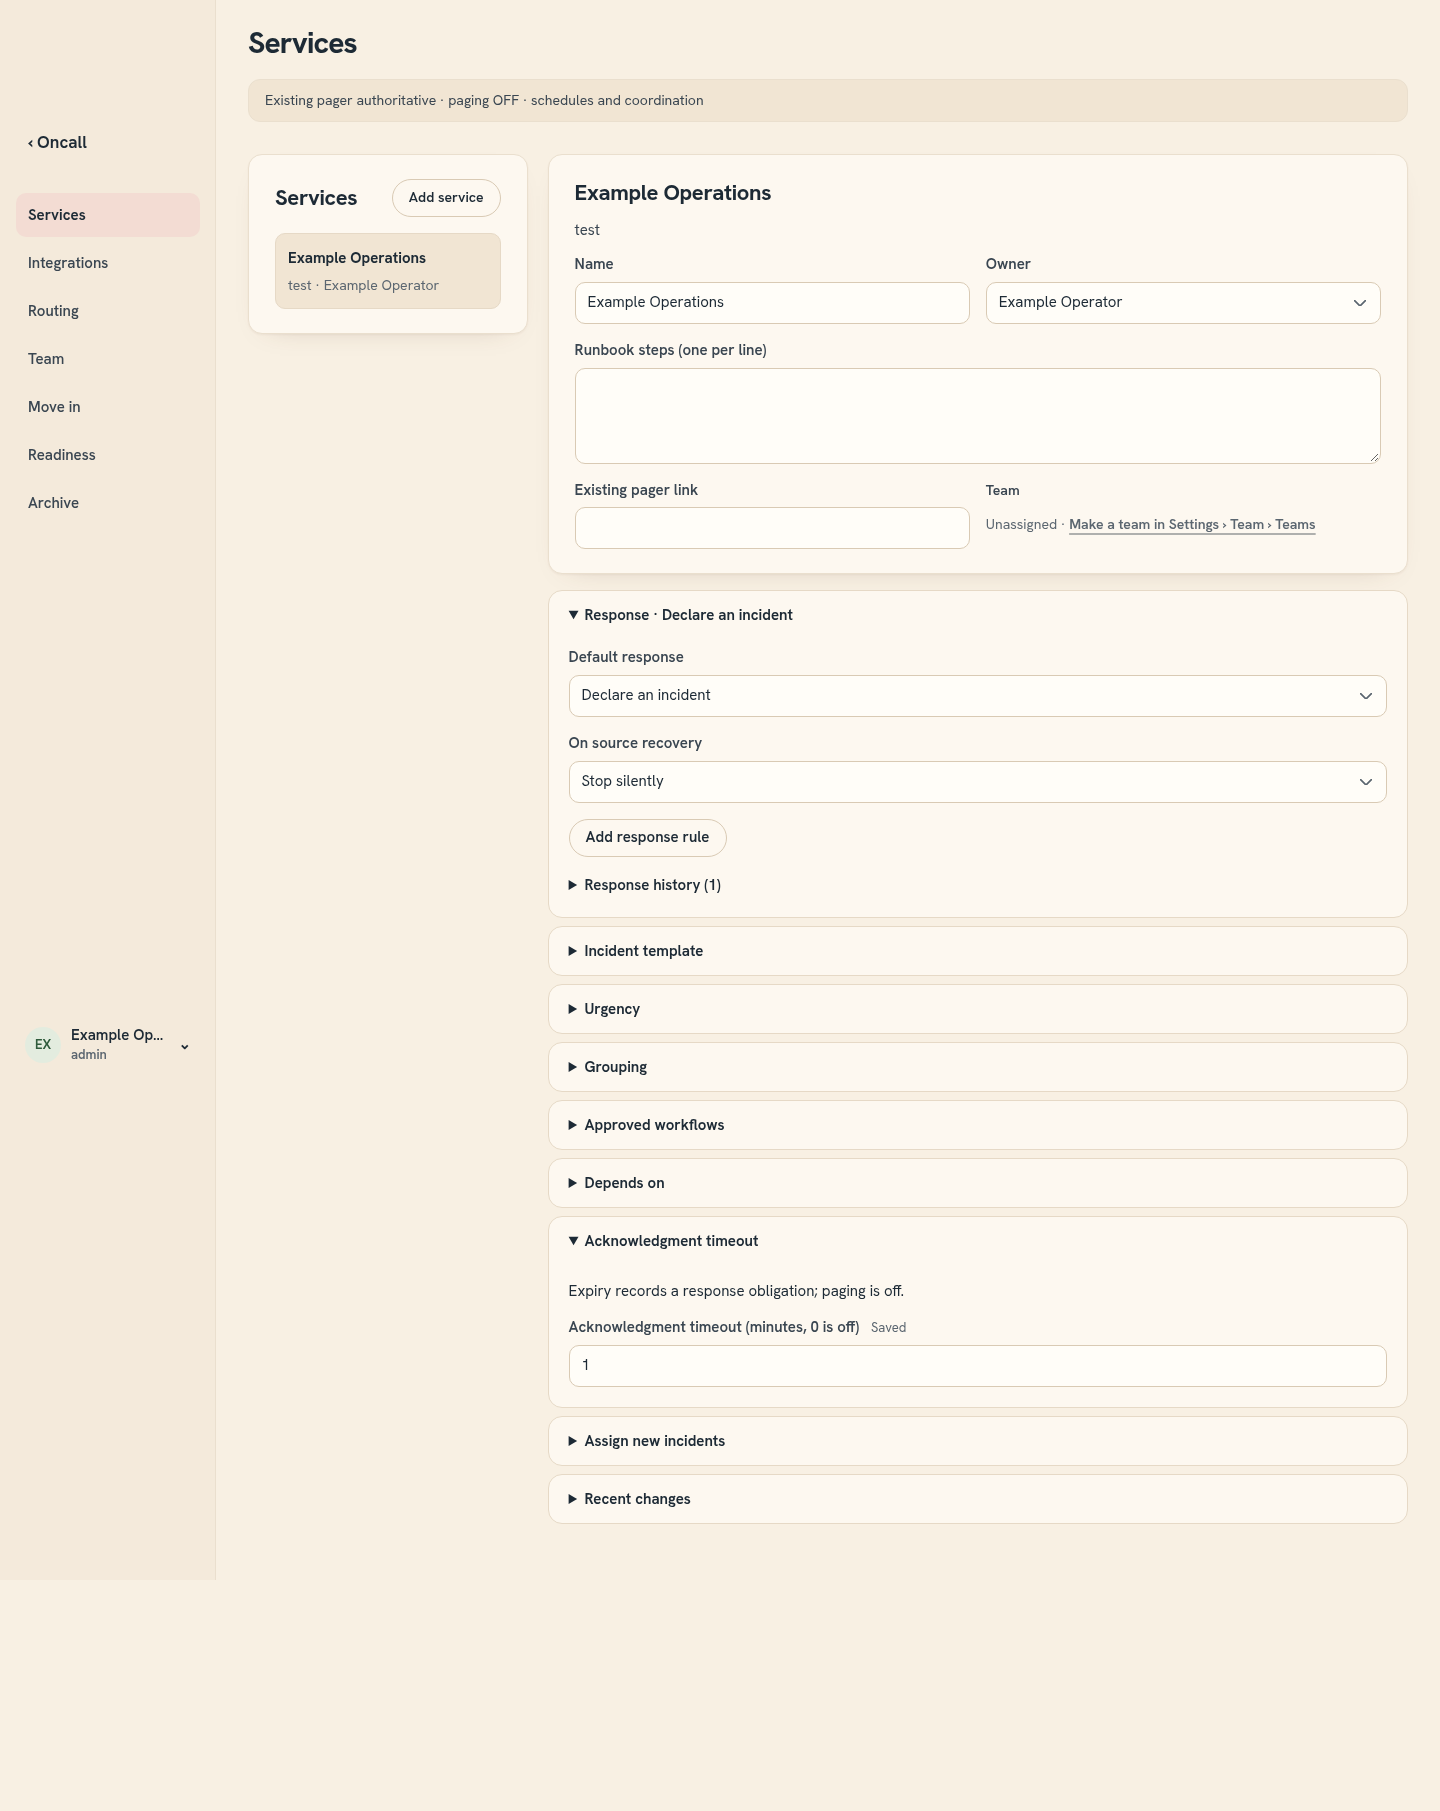 ‹ Oncall
Services
Integrations
Routing
Team
Move in
Readiness
Archive
EX
Example Op...
admin
Services
Existing pager authoritative · paging OFF · schedules and coordination
Services
Add service
Example Operations
test · Example Operator
Example Operations
test
Name
Owner
Example Operations
Example Operator
Runbook steps (one per line)
Existing pager link
Team
Unassigned · Make a team in Settings › Team › Teams
Response · Declare an incident
Default response
Declare an incident
On source recovery
Stop silently
Add response rule
Response history (1)
Incident template
Urgency
Grouping
Approved workflows
Depends on
Acknowledgment timeout
Expiry records a response obligation; paging is off.
Acknowledgment timeout (minutes, 0 is off) Saved
1
Assign new incidents
Recent changes